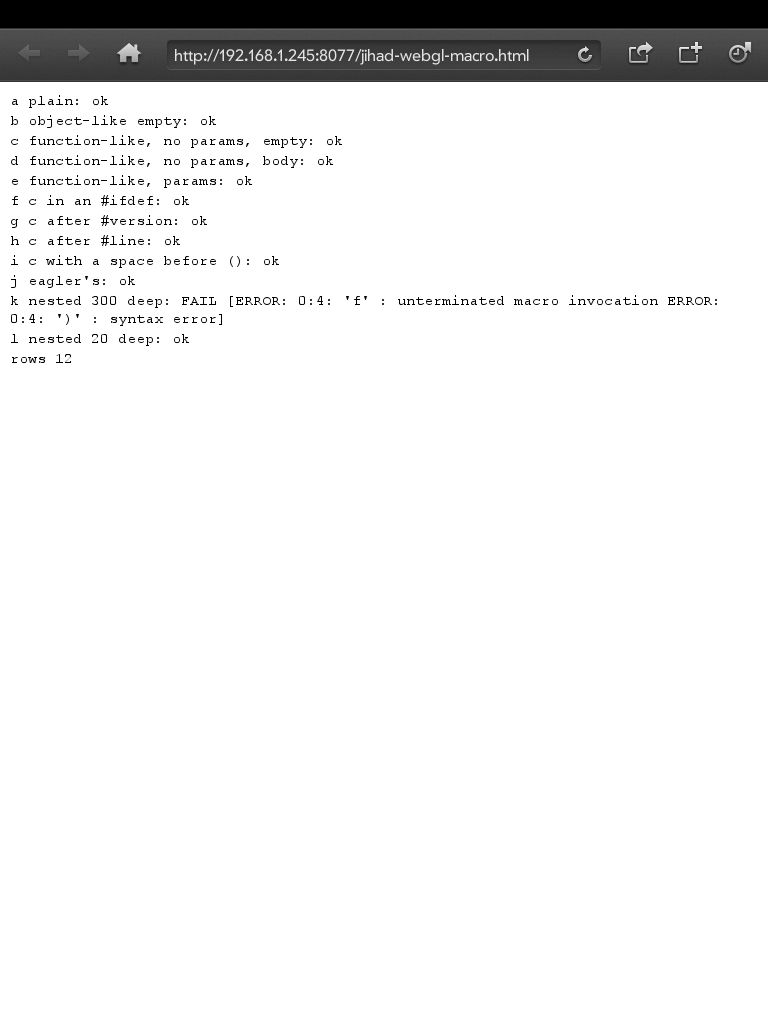 http://192.168.1.245:8077/jihad-webgl-macro.html
a plain: ok
b object-like empty: ok
c function-like, no params, empty: ok
d function-like, no params, body: ok
e function-like, params: ok
f c in an #ifdef: ok
g c after #version: ok
h c after #line: ok
i c with a space before (): ok
j eagler's: ok
k nested 300 deep: FAIL [ERROR: 0:4: 'f' : unterminated macro invocation ERROR:
0:4: ')' : syntax error]
l nested 20 deep: ok
rows 12